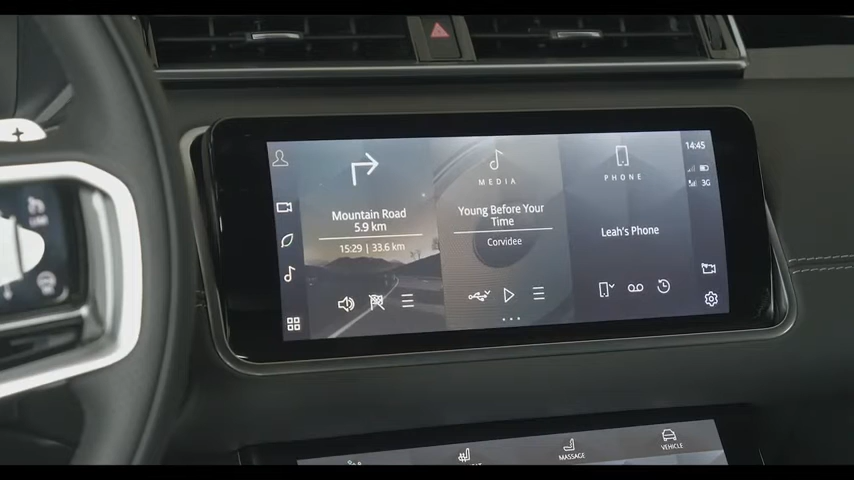 14:45
3G
Mountain Road
5.9 km
15:29 | 33.6 km
MEDIA
Young Before Your
Time
Corvidee
PHONE
Leah's Phone
MASSAGE
VEHICLE